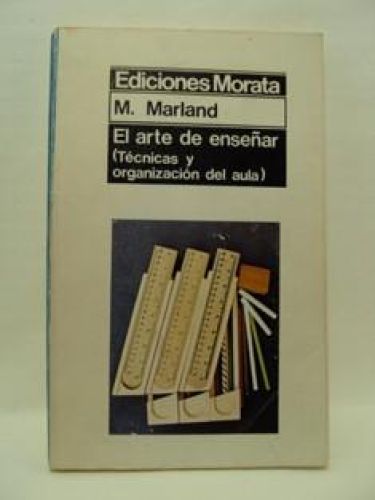 Ediciones Morata
M. Marland
El arte de enseñar
(Técnicas y
organización del aula)